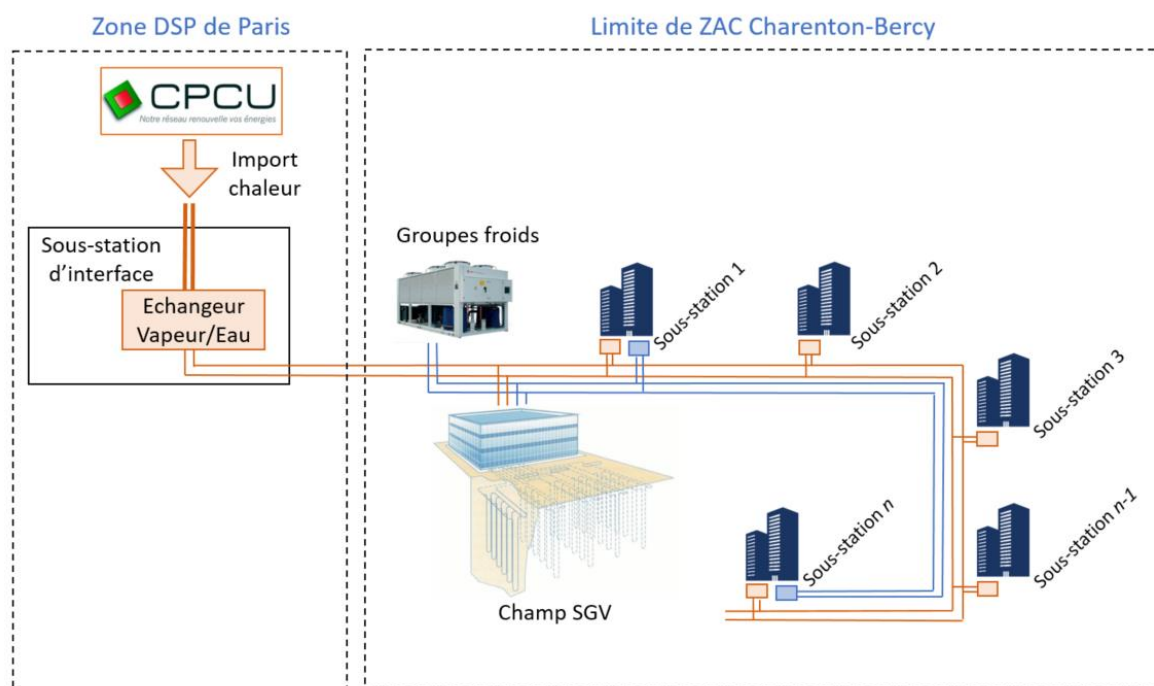 Zone DSP de Paris
Limite de ZAC Charenton-Bercy
CPCU
Notre réseau renouvelle vos énergies
Import
chaleur
Sous-station
d'interface
Echangeur
Vapeur/Eau
Groupes froids
Sous-station 1
Sous-station 2
Sous-station 3
Sous-station n-1
Sous-station n
Champ SGV